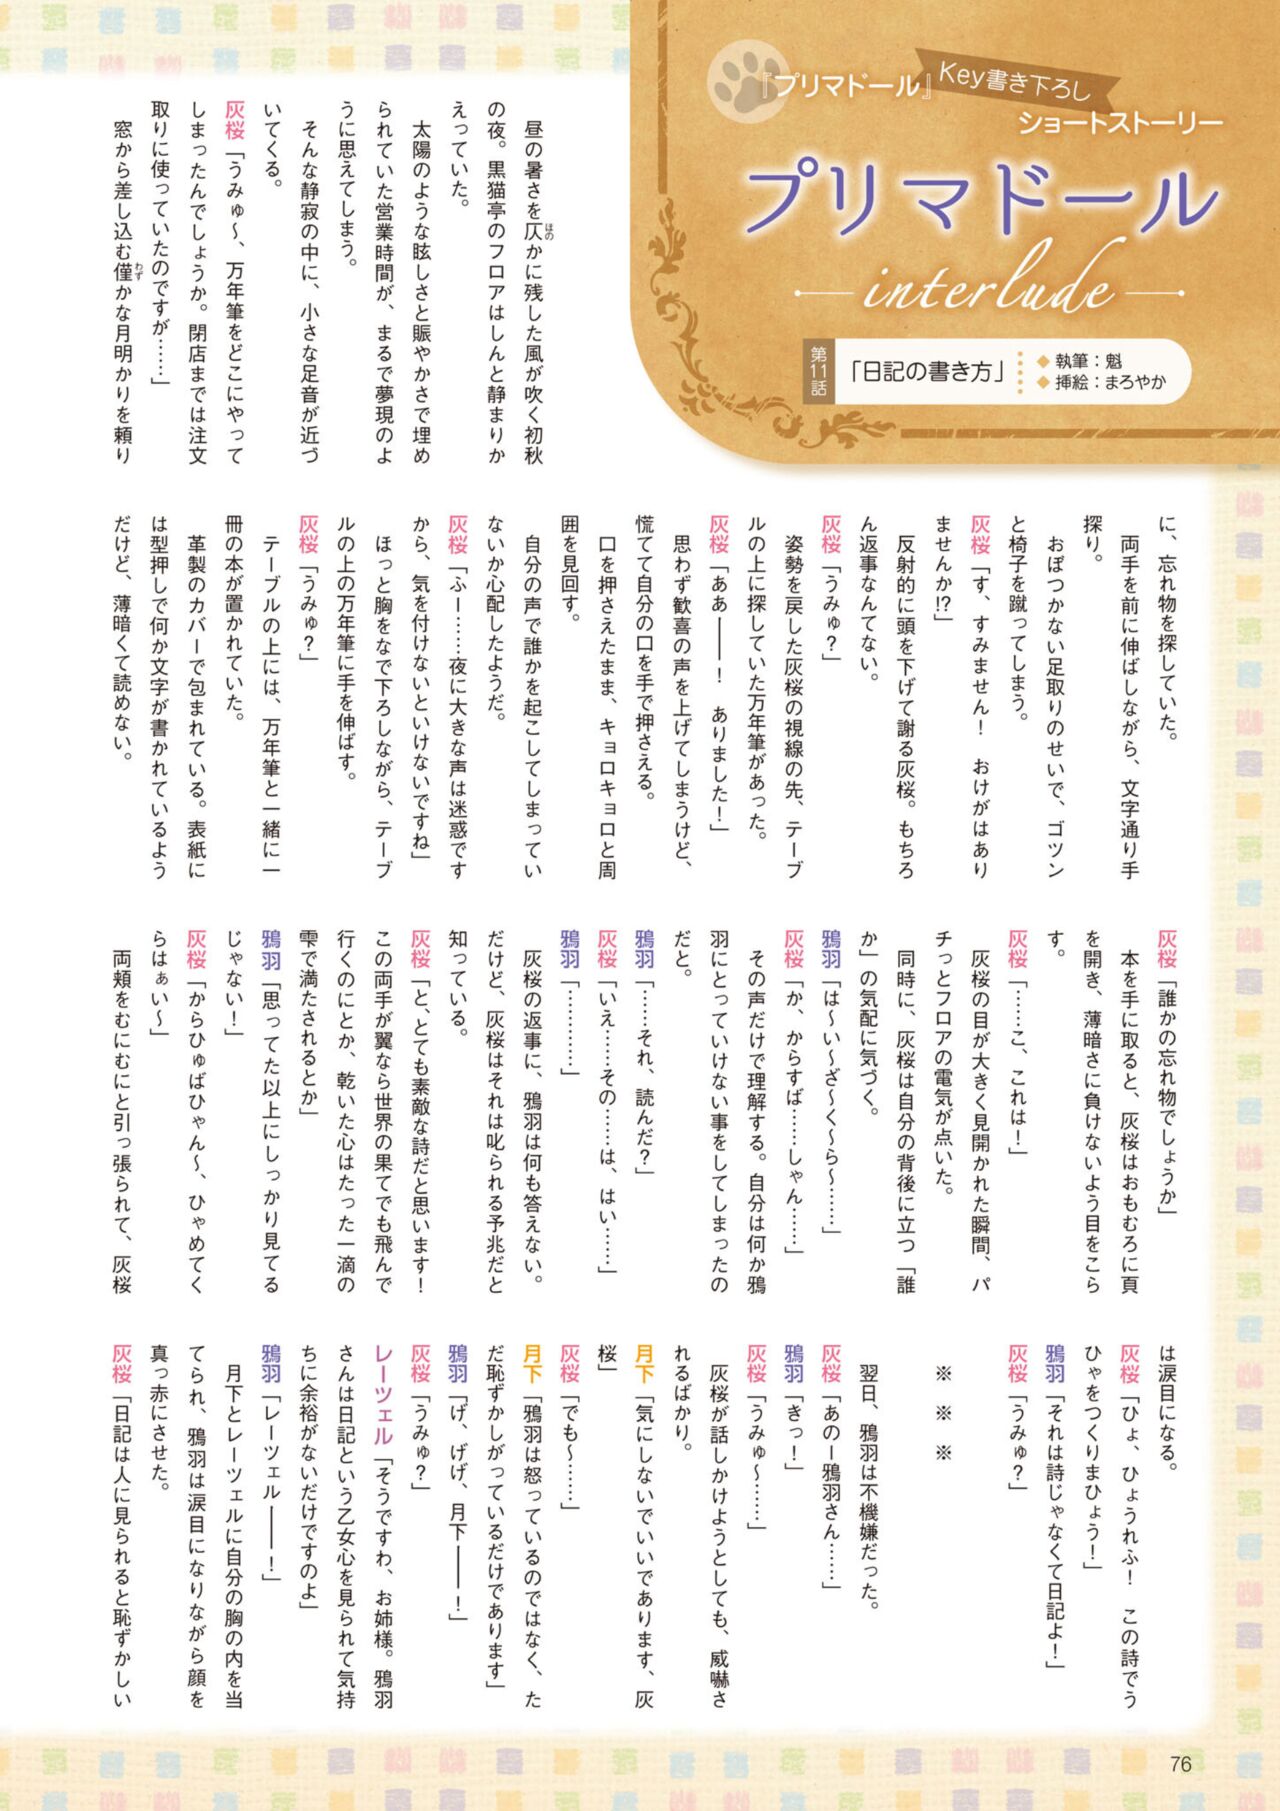 『プリマドール』Key書き下ろし
ショートストーリー
プリマドール
interlude
第11話
「日記の書き方」
◆執筆：魁
◆挿絵：まろやか
昼の暑さを仄かに残した風が吹く初秋
ほの
の夜。黒猫亭のフロアはしんと静まりか
えっていた。
太陽のような眩しさと賑やかさで埋め
られていた営業時間が、まるで夢現のよ
うに思えてしまう。
そんな静寂の中に、小さな足音が近づ
いてくる。
灰桜「うみゅ～、万年筆をどこにやって
しまったんでしょうか。閉店までは注文
取りに使っていたのですが……」
窓から差し込む僅かな月明かりを頼り
わず
に、忘れ物を探していた。
両手を前に伸ばしながら、文字通り手
探り。
おぼつかない足取りのせいで、ゴツン
と椅子を蹴ってしまう。
灰桜「す、すみません！　おけがはあり
ませんか!?」
反射的に頭を下げて謝る灰桜。もちろ
ん返事なんてない。
灰桜「うみゅ？」
姿勢を戻した灰桜の視線の先、テーブ
ルの上に探していた万年筆があった。
灰桜「ああ――！　ありました！」
思わず歓喜の声を上げてしまうけど、
慌てて自分の口を手で押さえる。
口を押さえたまま、キョロキョロと周
囲を見回す。
自分の声で誰かを起こしてしまってい
ないか心配したようだ。
灰桜「ふー……夜に大きな声は迷惑です
から、気を付けないといけないですね」
ほっと胸をなで下ろしながら、テーブ
ルの上の万年筆に手を伸ばす。
灰桜「うみゅ？」
テーブルの上には、万年筆と一緒に一
冊の本が置かれていた。
革製のカバーで包まれている。表紙に
は型押しで何か文字が書かれているよう
だけど、薄暗くて読めない。
灰桜「誰かの忘れ物でしょうか」
本を手に取ると、灰桜はおもむろに頁
を開き、薄暗さに負けないよう目をこら
す。
灰桜「……こ、これは！」
灰桜の目が大きく見開かれた瞬間、パ
チっとフロアの電気が点いた。
同時に、灰桜は自分の背後に立つ「誰
か」の気配に気づく。
鴉羽「は～い～ざ～く～ら～……」
灰桜「か、からすば……しゃん……」
その声だけで理解する。自分は何か鴉
羽にとっていけない事をしてしまったの
だと。
鴉羽「……それ、読んだ？」
灰桜「いえ……その……は、はい……」
鴉羽「…………」
灰桜の返事に、鴉羽は何も答えない。
だけど、灰桜はそれは叱られる予兆だと
知っている。
灰桜「と、とても素敵な詩だと思います！
この両手が翼なら世界の果てでも飛んで
行くのにとか、乾いた心はたった一滴の
雫で満たされるとか」
鴉羽「思ってた以上にしっかり見てる
じゃない！」
灰桜「からひゅばひゃん～、ひゃめてく
らはぁい～」
両頬をむにむにと引っ張られて、灰桜
は涙目になる。
灰桜「ひょ、ひょうれふ！　この詩でう
ひゃをつくりまひょう！」
鴉羽「それは詩じゃなくて日記よ！」
灰桜「うみゅ？」
※　※　※
翌日、鴉羽は不機嫌だった。
灰桜「あのー鴉羽さん……」
鴉羽「きっ！」
灰桜「うみゅ～……」
灰桜が話しかけようとしても、威嚇さ
れるばかり。
月下「気にしないでいいであります、灰
桜」
灰桜「でも～……」
月下「鴉羽は怒っているのではなく、た
だ恥ずかしがっているだけであります」
鴉羽「げ、げげ、月下――！」
灰桜「うみゅ？」
レーツェル「そうですわ、お姉様。鴉羽
さんは日記という乙女心を見られて気持
ちに余裕がないだけですのよ」
鴉羽「レーツェル――！」
月下とレーツェルに自分の胸の内を当
てられ、鴉羽は涙目になりながら顔を
真っ赤にさせた。
灰桜「日記は人に見られると恥ずかしい
76